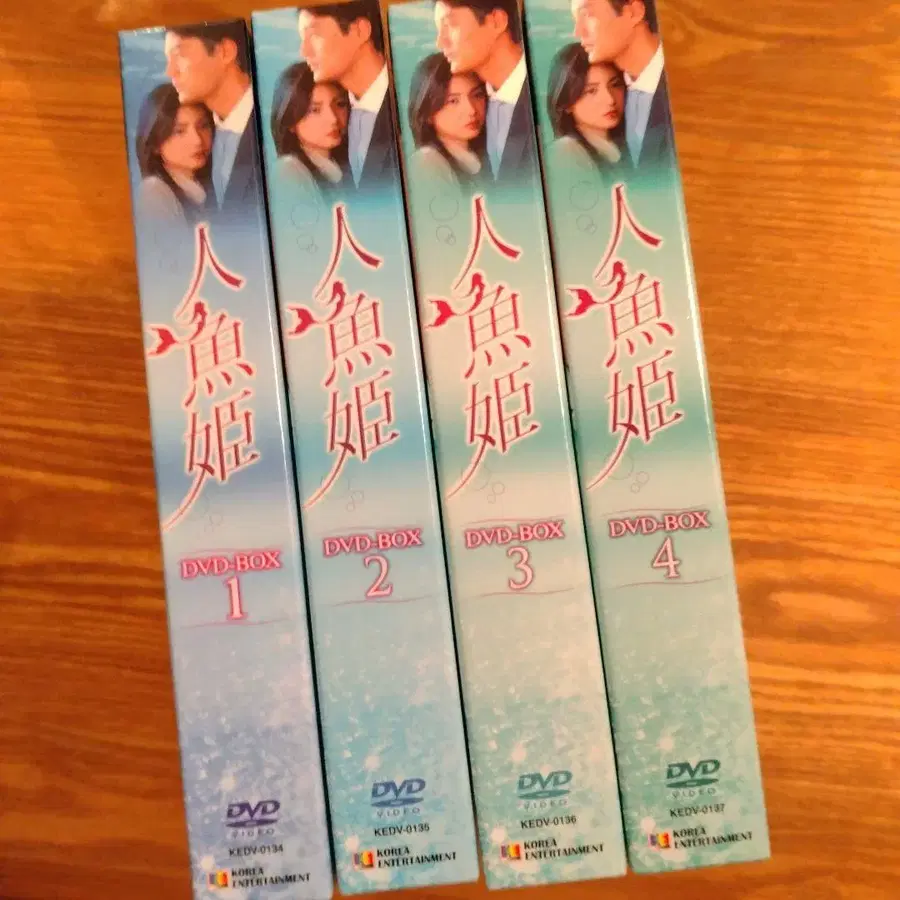 人魚姫
DVD-BOX
1
DVD
VIDEO
KEDV-0134
KOREA
ENTERTAINMENT
人魚姫
DVD-BOX
2
DVD
VIDEO
KEDV-0135
KOREA
ENTERTAINMENT
人魚姫
DVD-BOX
3
DVD
VIDEO
KEDV-0136
KOREA
ENTERTAINMENT
人魚姫
DVD-BOX
4
DVD
VIDEO
KEDV-0137
KOREA
ENTERTAINMENT